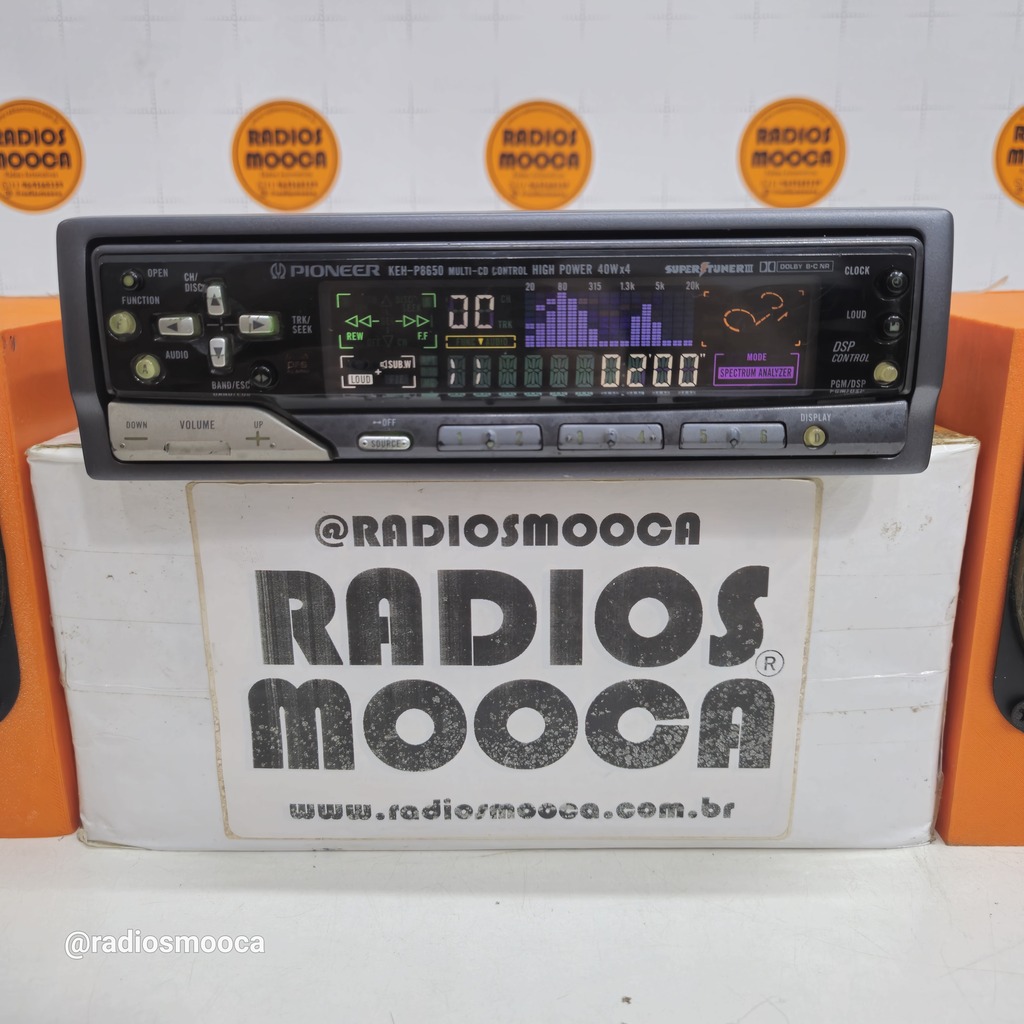 RADIOS
MOOCA
RADIOS
MOOCA
RADIOS
MOOCA
RADIOS
MOOCA
OPEN
CH/
DISC
PIONEER KEH-P8650 MULTI-CD CONTROL HIGH POWER 40Wx4 SUPER TUNER III DOLBY B-C NR
CLOCK
FUNCTION
F
TRK/
SEEK
AUDIO
A
BAND/ESC
REW
F.F
CH
TRK
LOUD
+
SUB.W
20 80 315 1.3k 5k 20k
02'00"
MODE
SPECTRUM ANALYZER
LOUD
DSP
CONTROL
PGM/DSP
DOWN VOLUME UP
OFF
SOURCE
1 2
3 4
5 6
DISPLAY
D
@RADIOSMOOCA
RADIOS
MOOCA
®
www.radiosmooca.com.br
@radiosmooca